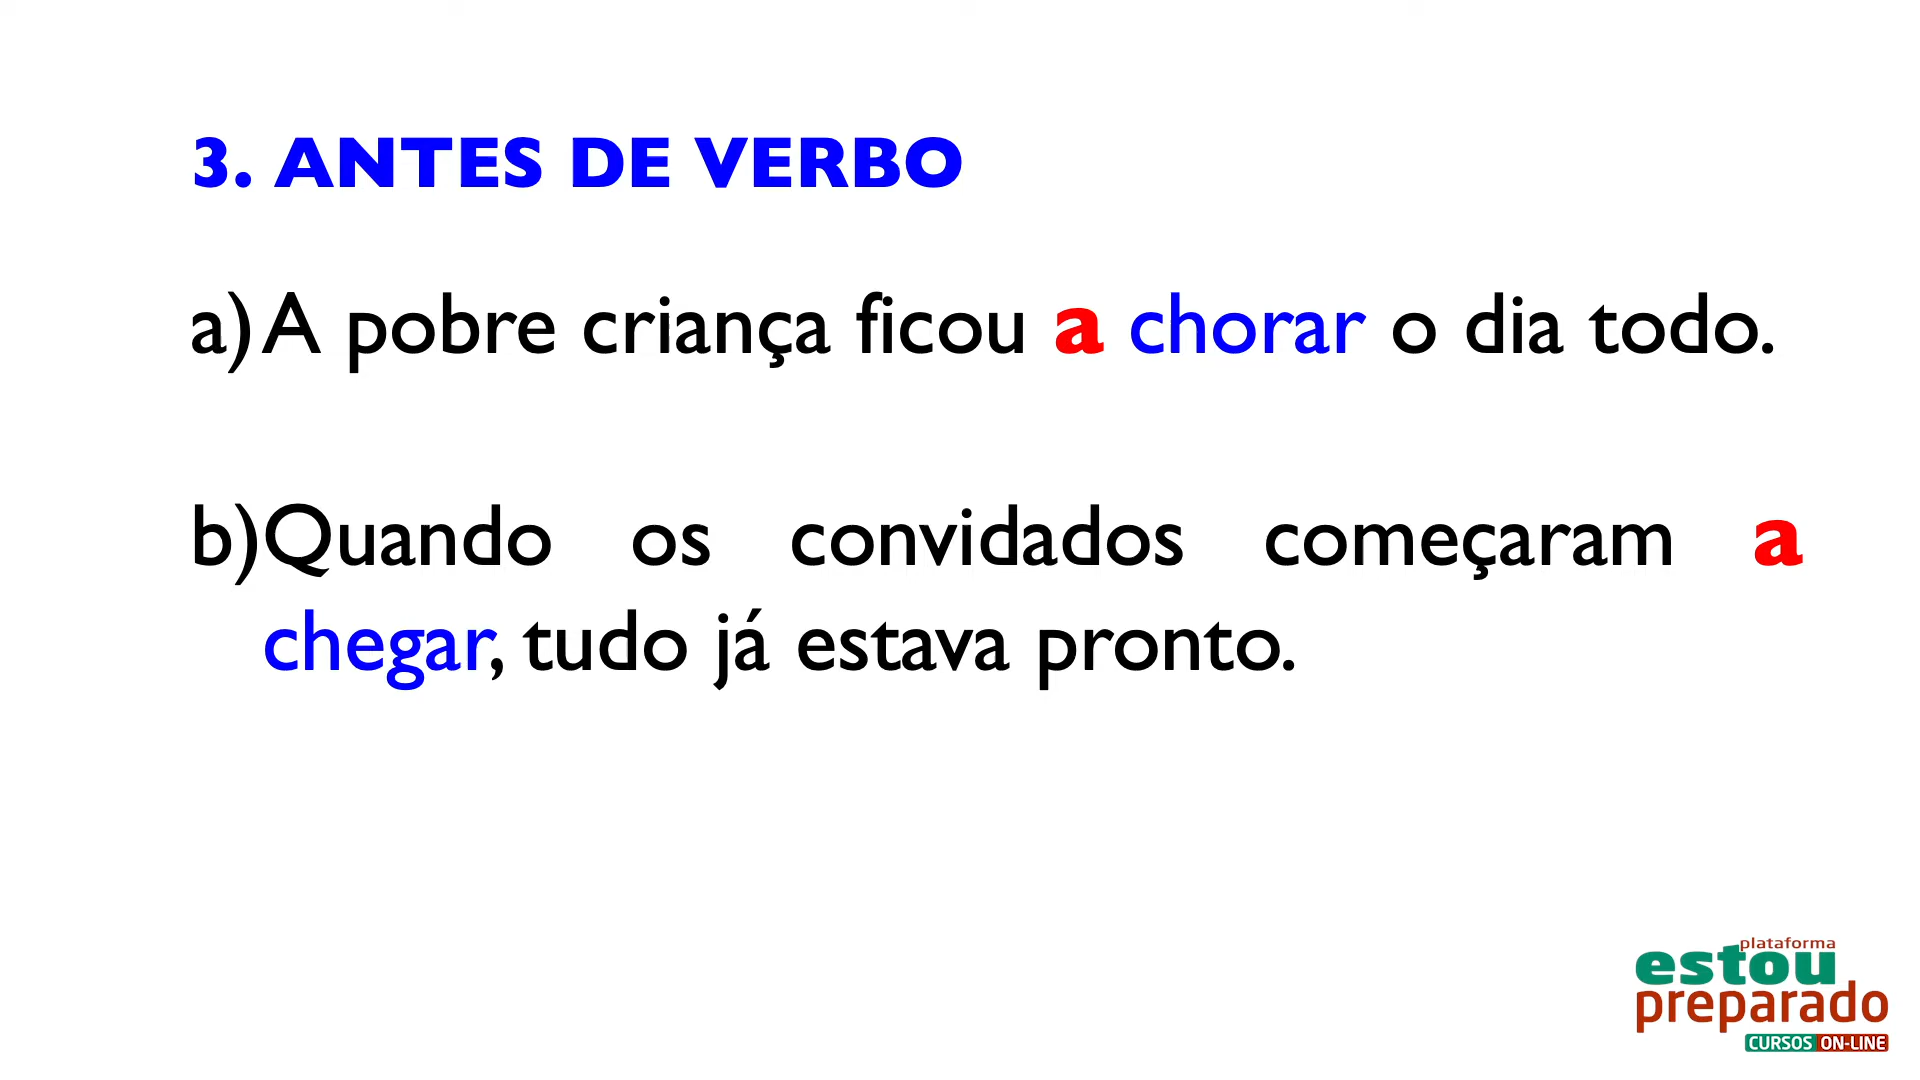 3. ANTES DE VERBO
a) A pobre criança ficou a chorar o dia todo.
b) Quando os convidados começaram a
chegar, tudo já estava pronto.
plataforma
estou
preparado
CURSOS ON-LINE